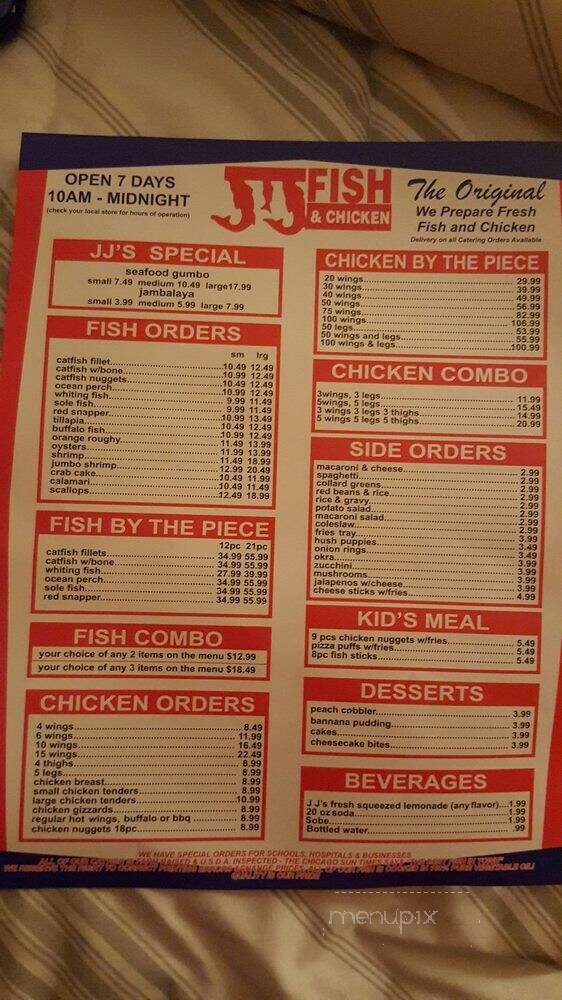 OPEN 7 DAYS
10AM - MIDNIGHT
(check your local store for hours of operation)
JJ'S FISH
& CHICKEN
The Original
We Prepare Fresh
Fish and Chicken
Delivery on all Catering Orders Available
JJ'S SPECIAL
seafood gumbo
small 7.49 medium 10.49 large17.99
jambalaya
small 3.99 medium 5.99 large 7.99
FISH ORDERS
sm lrg
catfish fillet 10.49 12.49
catfish w/bone 10.99 12.49
catfish nuggets 10.49 12.49
ocean perch 10.49 12.49
whiting fish 10.99 12.49
sole fish 9.99 11.49
red snapper 9.99 11.49
tillapia 10.99 13.49
buffalo fish 10.49 12.49
orange roughy 10.99 12.49
oysters 11.49 13.99
shrimp 11.99 13.99
jumbo shrimp 11.49 18.99
crab cake 12.99 20.49
calamari 10.49 11.99
scallops 10.49 11.49
12.49 18.99
FISH BY THE PIECE
12pc 21pc
catfish fillets 34.99 55.99
catfish w/bone 34.99 55.99
whiting fish 27.99 39.99
ocean perch 34.99 55.99
sole fish 34.99 55.99
red snapper 34.99 55.99
FISH COMBO
your choice of any 2 items on the menu $12.99
your choice of any 3 items on the menu $18.49
CHICKEN ORDERS
4 wings 8.49
6 wings 11.99
10 wings 16.49
15 wings 22.49
4 thighs 8.99
5 legs 8.99
chicken breast 8.99
small chicken tenders 8.99
large chicken tenders 10.99
chicken gizzards 8.99
regular hot wings, buffalo or bbq 8.99
chicken nuggets 18pc 8.99
CHICKEN BY THE PIECE
20 wings 29.99
30 wings 39.99
40 wings 49.99
50 wings 56.99
75 wings 82.99
100 wings 106.99
50 legs 53.99
50 wings and legs 55.99
100 wings & legs 100.99
CHICKEN COMBO
3wings, 3 legs 11.99
5wings, 5 legs 15.49
3 wings 3 legs 3 thighs 14.99
5 wings 5 legs 5 thighs 20.99
SIDE ORDERS
macaroni & cheese 2.99
spaghetti 2.99
collard greens 2.99
red beans & rice 2.99
rice & gravy 2.99
potato salad 2.99
macaroni salad 2.99
coleslaw 2.99
fries tray 2.99
hush puppies 3.99
onion rings 3.49
okra 3.49
zucchini 3.99
mushrooms 3.99
jalapenos w/cheese 3.99
cheese sticks w/fries 4.99
KID'S MEAL
9 pcs chicken nuggets w/fries 5.49
pizza puffs w/fries 5.49
8pc fish sticks 5.49
DESSERTS
peach cobbler 3.99
bannana pudding 3.99
cakes 3.99
cheesecake bites 3.99
BEVERAGES
J J's fresh squeezed lemonade (any flavor) 1.99
20 oz soda 1.99
Sobe 1.99
Bottled water .99
WE HAVE SPECIAL ORDERS FOR SCHOOLS, HOSPITALS & BUSINESSES
QUALITY IS OUR PRIDE
menupix